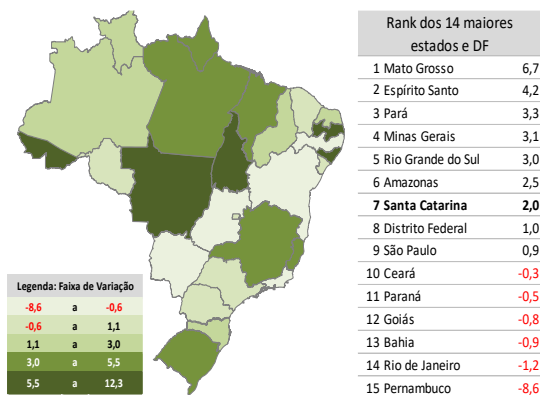 Rank dos 14 maiores
estados e DF
1 Mato Grosso 6,7
2 Espírito Santo 4,2
3 Pará 3,3
4 Minas Gerais 3,1
5 Rio Grande do Sul 3,0
6 Amazonas 2,5
7 Santa Catarina 2,0
8 Distrito Federal 1,0
9 São Paulo 0,9
10 Ceará -0,3
11 Paraná -0,5
12 Goiás -0,8
13 Bahia -0,9
14 Rio de Janeiro -1,2
15 Pernambuco -8,6
Legenda: Faixa de Variação
-8,6 a -0,6
-0,6 a 1,1
1,1 a 3,0
3,0 a 5,5
5,5 a 12,3